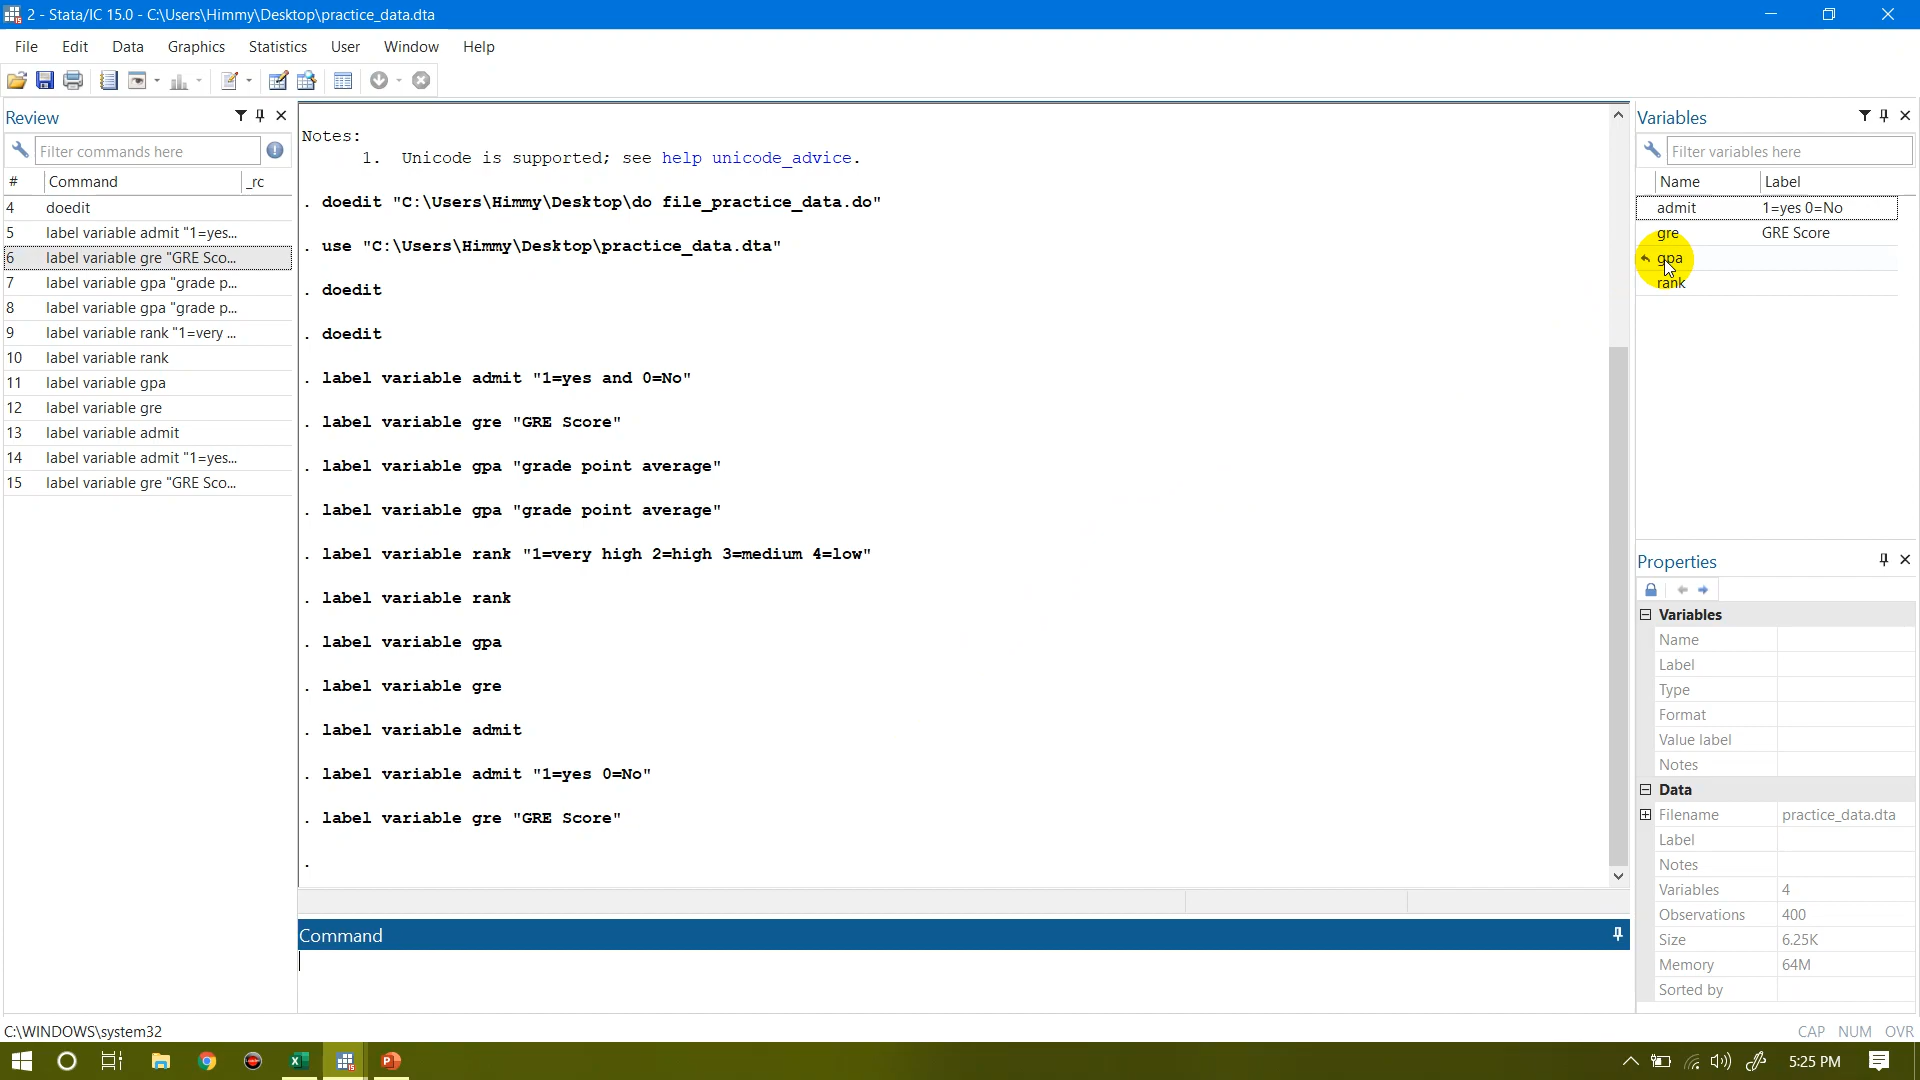 2 - Stata/IC 15.0 - C:\Users\Himmy\Desktop\practice_data.dta
File Edit Data Graphics Statistics User Window Help
Review
Filter commands here
# Command _rc
4 doedit
5 label variable admit "1=yes...
6 label variable gre "GRE Sco...
7 label variable gpa "grade p...
8 label variable gpa "grade p...
9 label variable rank "1=very ...
10 label variable rank
11 label variable gpa
12 label variable gre
13 label variable admit
14 label variable admit "1=yes...
15 label variable gre "GRE Sco...
Notes:
1. Unicode is supported; see help unicode_advice.
. doedit "C:\Users\Himmy\Desktop\do file_practice_data.do"
. use "C:\Users\Himmy\Desktop\practice_data.dta"
. doedit
. doedit
. label variable admit "1=yes and 0=No"
. label variable gre "GRE Score"
. label variable gpa "grade point average"
. label variable gpa "grade point average"
. label variable rank "1=very high 2=high 3=medium 4=low"
. label variable rank
. label variable gpa
. label variable gre
. label variable admit
. label variable admit "1=yes 0=No"
. label variable gre "GRE Score"
.
Command
Variables
Filter variables here
Name Label
admit 1=yes 0=No
gre GRE Score
gpa
rank
Properties
Variables
Name
Label
Type
Format
Value label
Notes
Data
Filename practice_data.dta
Label
Notes
Variables 4
Observations 400
Size 6.25K
Memory 64M
Sorted by
C:\WINDOWS\system32
CAP NUM OVR
5:25 PM